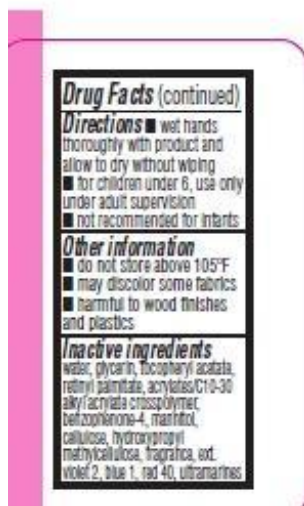 Drug Facts (continued)
Directions ■ wet hands
thoroughly with product and
allow to dry without wiping
■ for children under 6, use only
under adult supervision
■ not recommended for infants
Other information
■ do not store above 105°F
■ may discolor some fabrics
■ harmful to wood finishes
and plastics
Inactive ingredients
water, glycerin, tocopheryl acetate,
retinyl palmitate, acrylates/C10-30
alkyl acrylate crosspolymer,
benzophenone-4, mannitol,
cellulose, hydroxypropyl
methylcellulose, fragrance, ext.
violet 2, blue 1, red 40, ultramarines